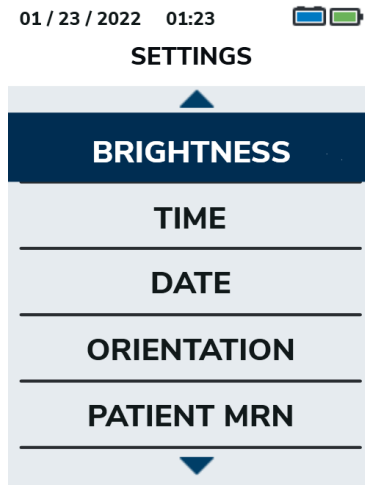 01 / 23 / 2022 01:23
SETTINGS
BRIGHTNESS
TIME
DATE
ORIENTATION
PATIENT MRN